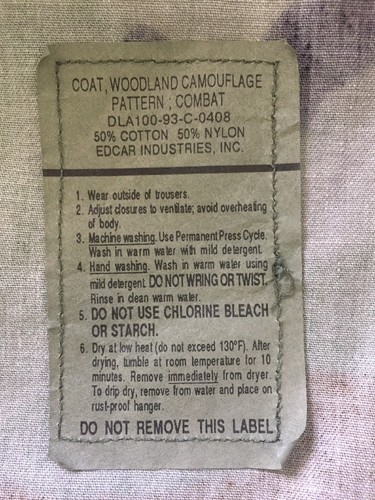 COAT, WOODLAND CAMOUFLAGE
PATTERN ; COMBAT
DLA100-93-C-0408
50% COTTON 50% NYLON
EDCAR INDUSTRIES, INC.
1. Wear outside of trousers.
2. Adjust closures to ventilate; avoid overheating
of body.
3. Machine washing. Use Permanent Press Cycle.
Wash in warm water with mild detergent.
4. Hand washing. Wash in warm water using
mild detergent. DO NOT WRING OR TWIST.
Rinse in clean warm water.
5. DO NOT USE CHLORINE BLEACH
OR STARCH.
6. Dry at low heat (do not exceed 130°F). After
drying, tumble at room temperature for 10
minutes. Remove immediately from dryer.
To drip dry, remove from water and place on
rust-proof hanger.
DO NOT REMOVE THIS LABEL